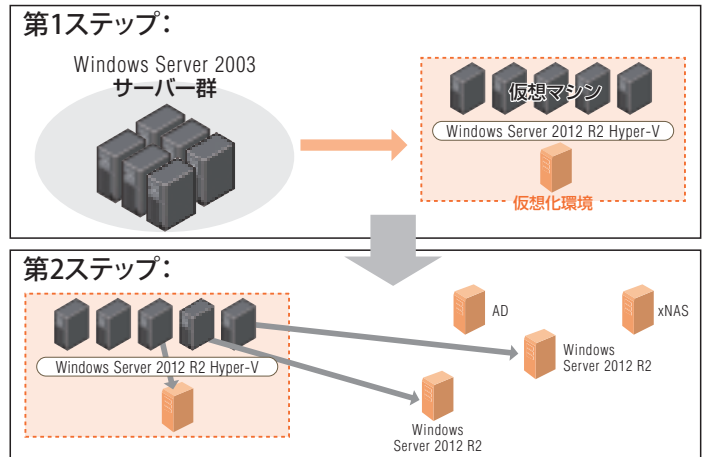 第1ステップ：
Windows Server 2003
サーバー群
仮想マシン
Windows Server 2012 R2 Hyper-V
仮想化環境
第2ステップ：
Windows Server 2012 R2 Hyper-V
AD
xNAS
Windows
Server 2012 R2
Windows
Server 2012 R2